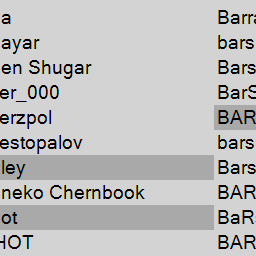 a Barra
ayar bars
en Shugar Bars
er_000 BarS
erzpol BAR
estopalov bars
ley Bars
neko Chernbook BAR
ot BaR
HOT BAR